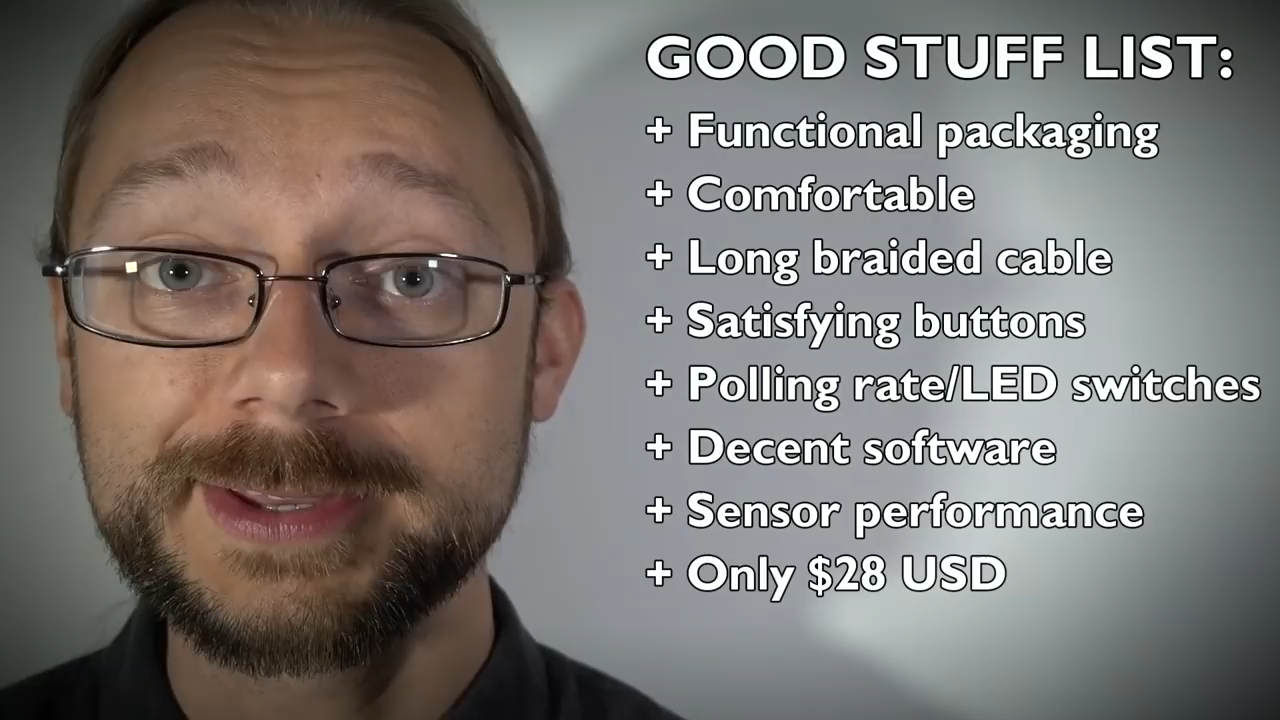 GOOD STUFF LIST:
+ Functional packaging
+ Comfortable
+ Long braided cable
+ Satisfying buttons
+ Polling rate/LED switches
+ Decent software
+ Sensor performance
+ Only $28 USD